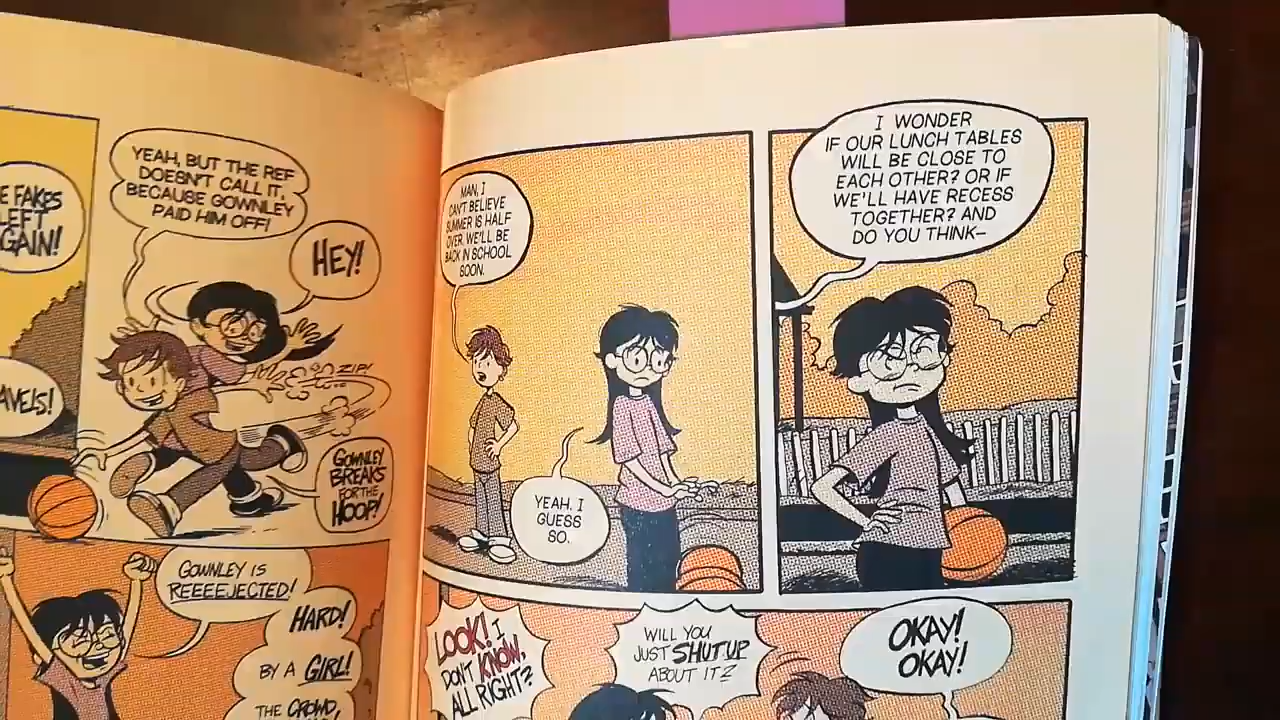 E FAKES
LEFT
GAIN!
AVELS!
YEAH, BUT THE REF
DOESN'T CALL IT,
BECAUSE GOWNLEY
PAID HIM OFF!
HEY!
ZIP!
GOWNLEY
BREAKS
FOR THE
HOOP!
GOWNLEY IS
REEEEJECTED!
HARD!
BY A GIRL!
THE CROWD,
MAN, I
CAN'T BELIEVE
SUMMER IS HALF
OVER. WE'LL BE
BACK IN SCHOOL
SOON.
YEAH. I
GUESS
SO.
I WONDER
IF OUR LUNCH TABLES
WILL BE CLOSE TO
EACH OTHER? OR IF
WE'LL HAVE RECESS
TOGETHER? AND
DO YOU THINK—
LOOK! I
DON'T KNOW,
ALL RIGHT?
WILL YOU
JUST SHUT UP
ABOUT IT?
OKAY!
OKAY!